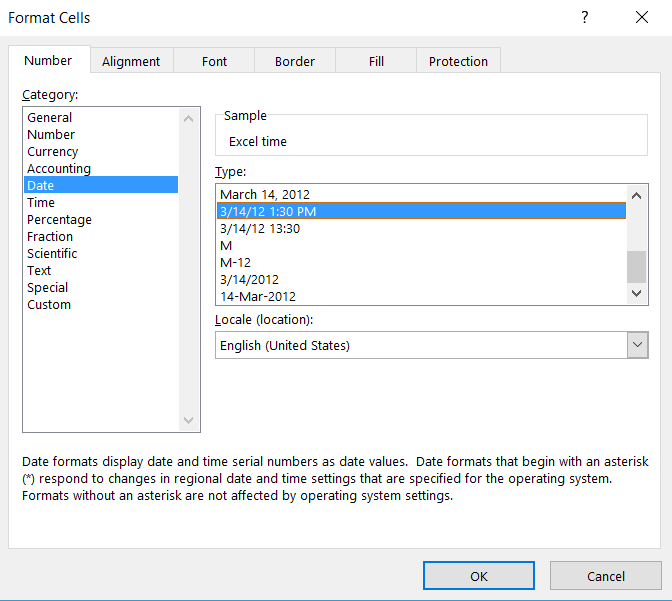 Format Cells
?
Number
Alignment
Font
Border
Fill
Protection
Category:
General
Number
Currency
Accounting
Date
Time
Percentage
Fraction
Scientific
Text
Special
Custom
Sample
Excel time
Type:
March 14, 2012
3/14/12 1:30 PM
3/14/12 13:30
M
M-12
3/14/2012
14-Mar-2012
Locale (location):
English (United States)
Date formats display date and time serial numbers as date values.  Date formats that begin with an asterisk
(*) respond to changes in regional date and time settings that are specified for the operating system.
Formats without an asterisk are not affected by operating system settings.
OK
Cancel